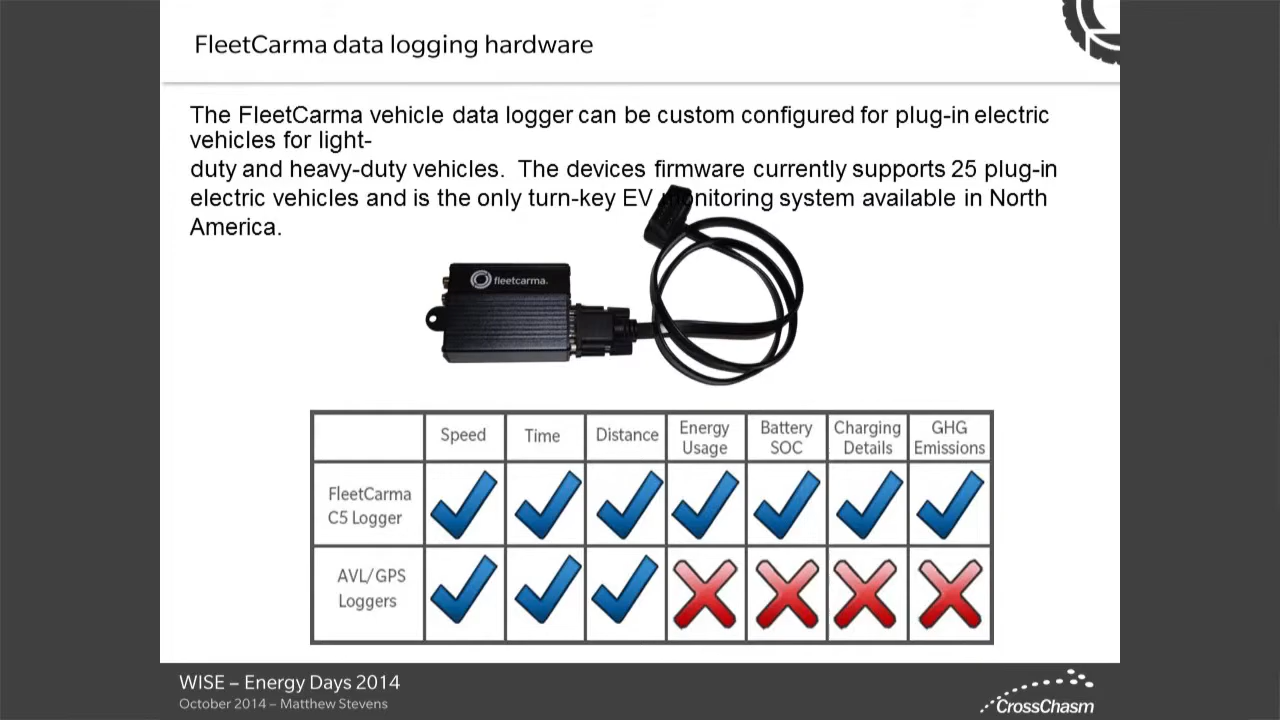 FleetCarma data logging hardware
The FleetCarma vehicle data logger can be custom configured for plug-in electric
vehicles for light-
duty and heavy-duty vehicles.  The devices firmware currently supports 25 plug-in
electric vehicles and is the only turn-key EV monitoring system available in North
America.
fleetcarma.
Speed
Time
Distance
Energy
Usage
Battery
SOC
Charging
Details
GHG
Emissions
FleetCarma
C5 Logger
AVL/GPS
Loggers
WISE – Energy Days 2014
October 2014 – Matthew Stevens
CrossChasm